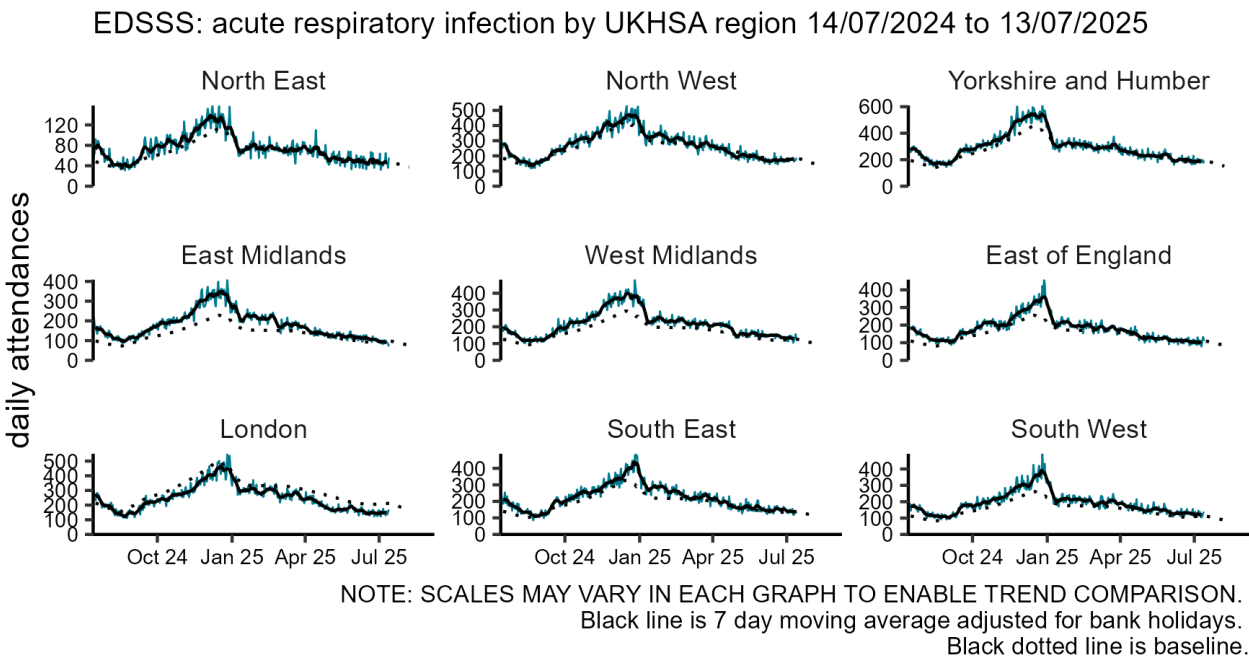 EDSSS: acute respiratory infection by UKHSA region 14/07/2024 to 13/07/2025
North East
North West
Yorkshire and Humber
120
80
40
0
500
400
300
200
100
0
600
400
200
0
daily attendances
East Midlands
West Midlands
East of England
400
300
200
100
0
400
300
200
100
0
400
300
200
100
0
London
South East
South West
500
400
300
200
100
0
400
300
200
100
0
400
300
200
100
0
Oct 24 Jan 25 Apr 25 Jul 25
Oct 24 Jan 25 Apr 25 Jul 25
Oct 24 Jan 25 Apr 25 Jul 25
NOTE: SCALES MAY VARY IN EACH GRAPH TO ENABLE TREND COMPARISON.
Black line is 7 day moving average adjusted for bank holidays.
Black dotted line is baseline.